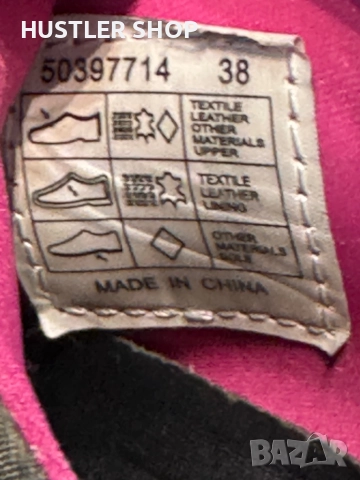 HUSTLER SHOP
50397714 38
TEXTILE
LEATHER
OTHER
MATERIALS
UPPER
TEXTILE
LEATHER
LINING
OTHER
MATERIALS
SOLE
MADE IN CHINA
BAZAR